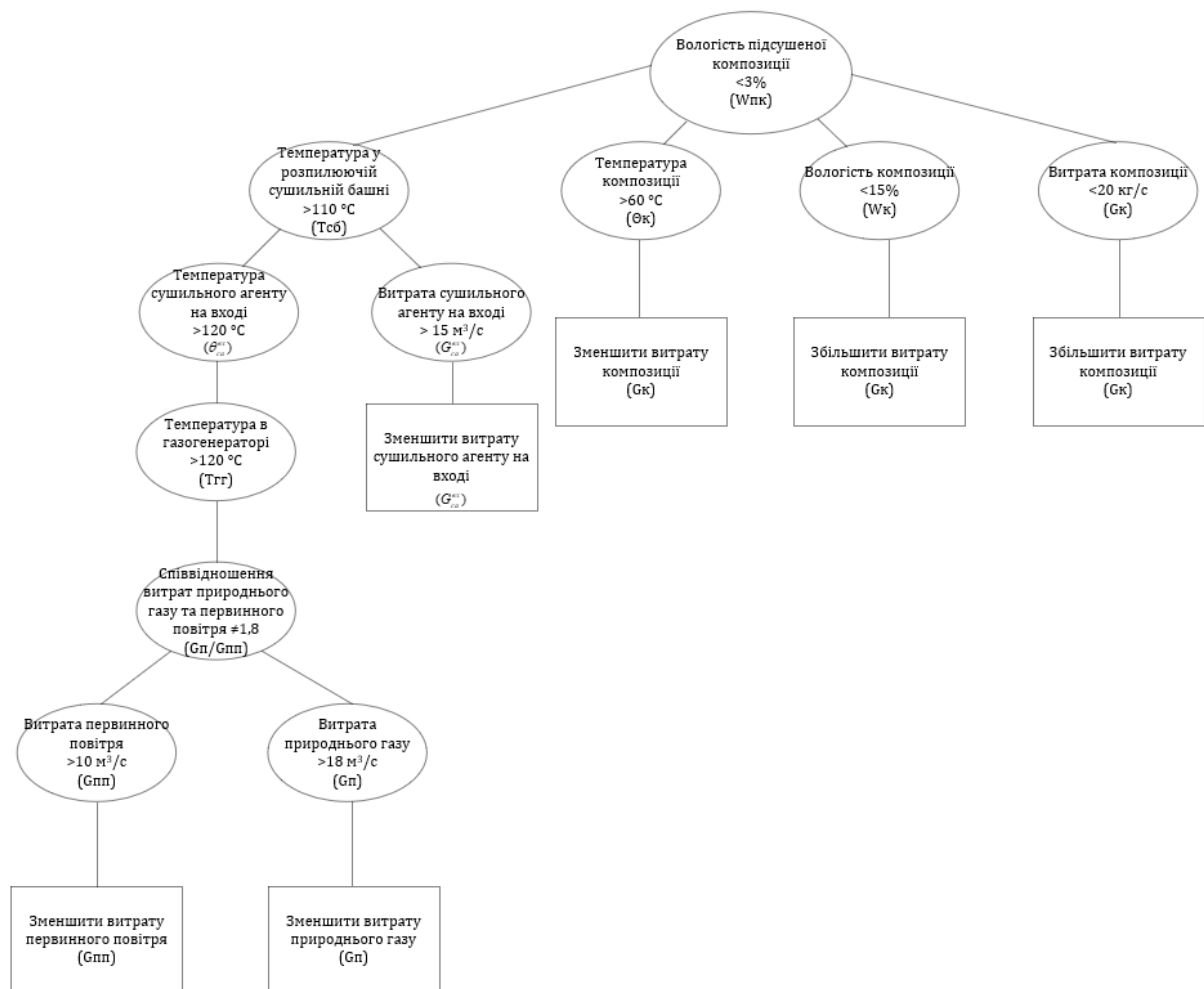 Вологість підсушеної
композиції
<3%
(Wпк)
Температура у
розпилюючій
сушильній башні
>110 °C
(Tсб)
Температура
композиції
>60 °C
(Θк)
Вологість композиції
<15%
(Wк)
Витрата композиції
<20 кг/с
(Gк)
Температура
сушильного агенту
на вході
>120 °C
(θ)
Витрата сушильного
агенту на вході
> 15 м³/с
(G)
Зменшити витрату
композиції
(Gк)
Збільшити витрату
композиції
(Gк)
Збільшити витрату
композиції
(Gк)
Температура в
газогенераторі
>120 °C
(Tгг)
Зменшити витрату
сушильного агенту на
вході
(G)
Співвідношення
витрат природнього
газу та первинного
повітря ≠1,8
(Gп/Gпп)
Витрата первинного
повітря
>10 м³/с
(Gпп)
Витрата
природнього газу
>18 м³/с
(Gп)
Зменшити витрату
первинного повітря
(Gпп)
Зменшити витрату
природнього газу
(Gп)